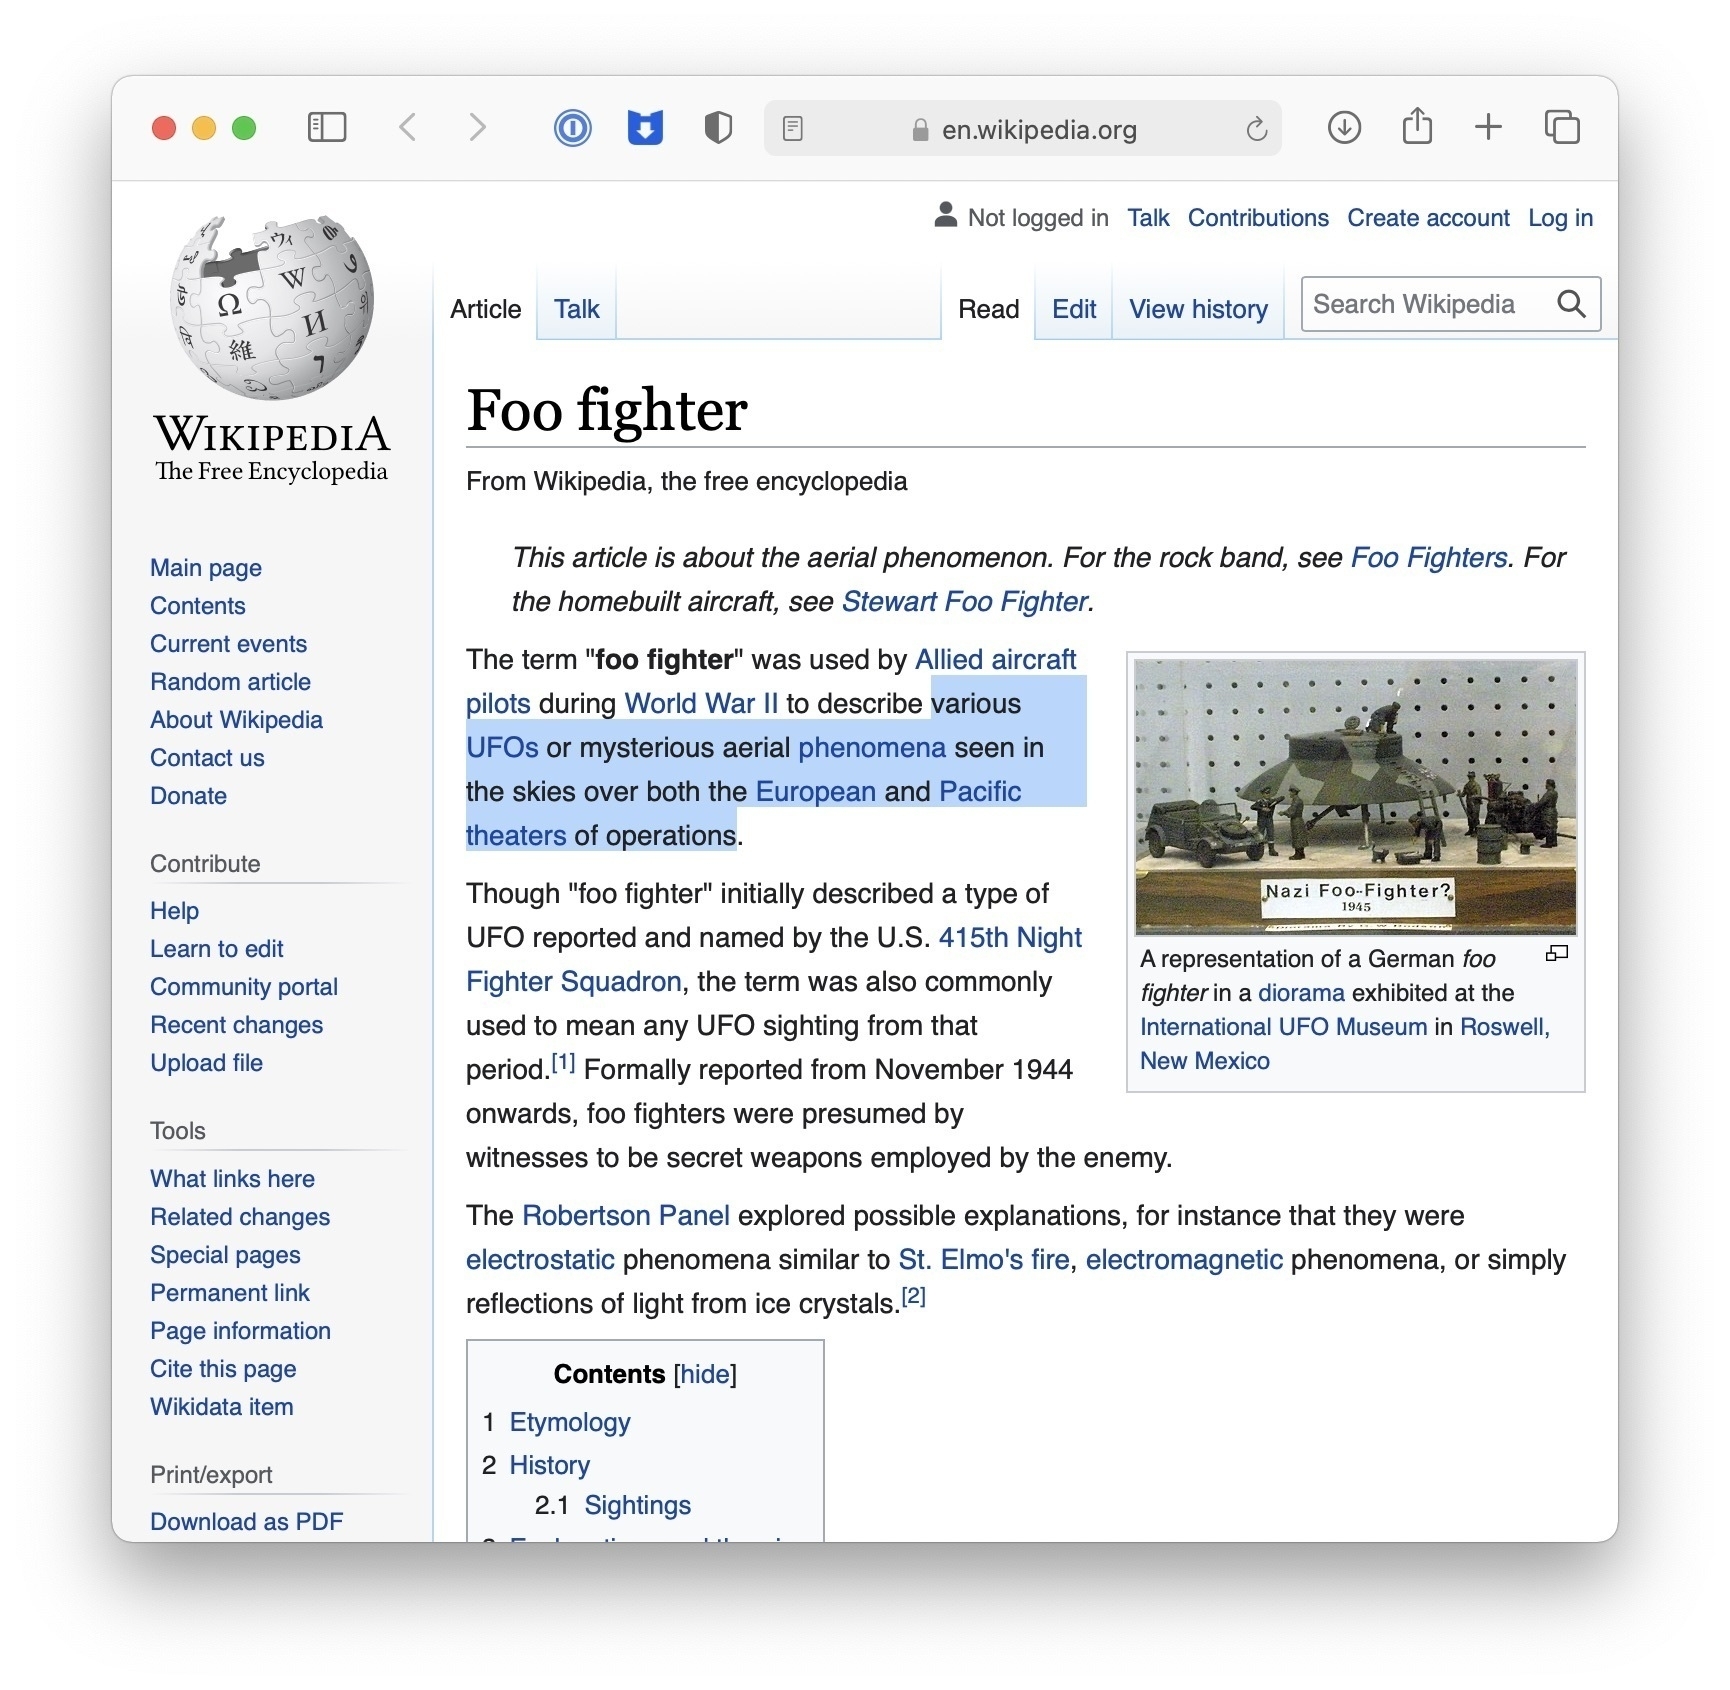 en.wikipedia.org
Not logged in Talk Contributions Create account Log in
Article Talk Read Edit View history Search Wikipedia
Ω W И 維 ウィ
WIKIPEDIA
The Free Encyclopedia
Main page
Contents
Current events
Random article
About Wikipedia
Contact us
Donate
Contribute
Help
Learn to edit
Community portal
Recent changes
Upload file
Tools
What links here
Related changes
Special pages
Permanent link
Page information
Cite this page
Wikidata item
Print/export
Download as PDF
Foo fighter
From Wikipedia, the free encyclopedia
This article is about the aerial phenomenon. For the rock band, see Foo Fighters. For
the homebuilt aircraft, see Stewart Foo Fighter.
The term "foo fighter" was used by Allied aircraft
pilots during World War II to describe various
UFOs or mysterious aerial phenomena seen in
the skies over both the European and Pacific
theaters of operations.
Nazi Foo-Fighter?
1945
A representation of a German foo
fighter in a diorama exhibited at the
International UFO Museum in Roswell,
New Mexico
Though "foo fighter" initially described a type of
UFO reported and named by the U.S. 415th Night
Fighter Squadron, the term was also commonly
used to mean any UFO sighting from that
period.[1] Formally reported from November 1944
onwards, foo fighters were presumed by
witnesses to be secret weapons employed by the enemy.
The Robertson Panel explored possible explanations, for instance that they were
electrostatic phenomena similar to St. Elmo's fire, electromagnetic phenomena, or simply
reflections of light from ice crystals.[2]
Contents [hide]
1 Etymology
2 History
2.1 Sightings